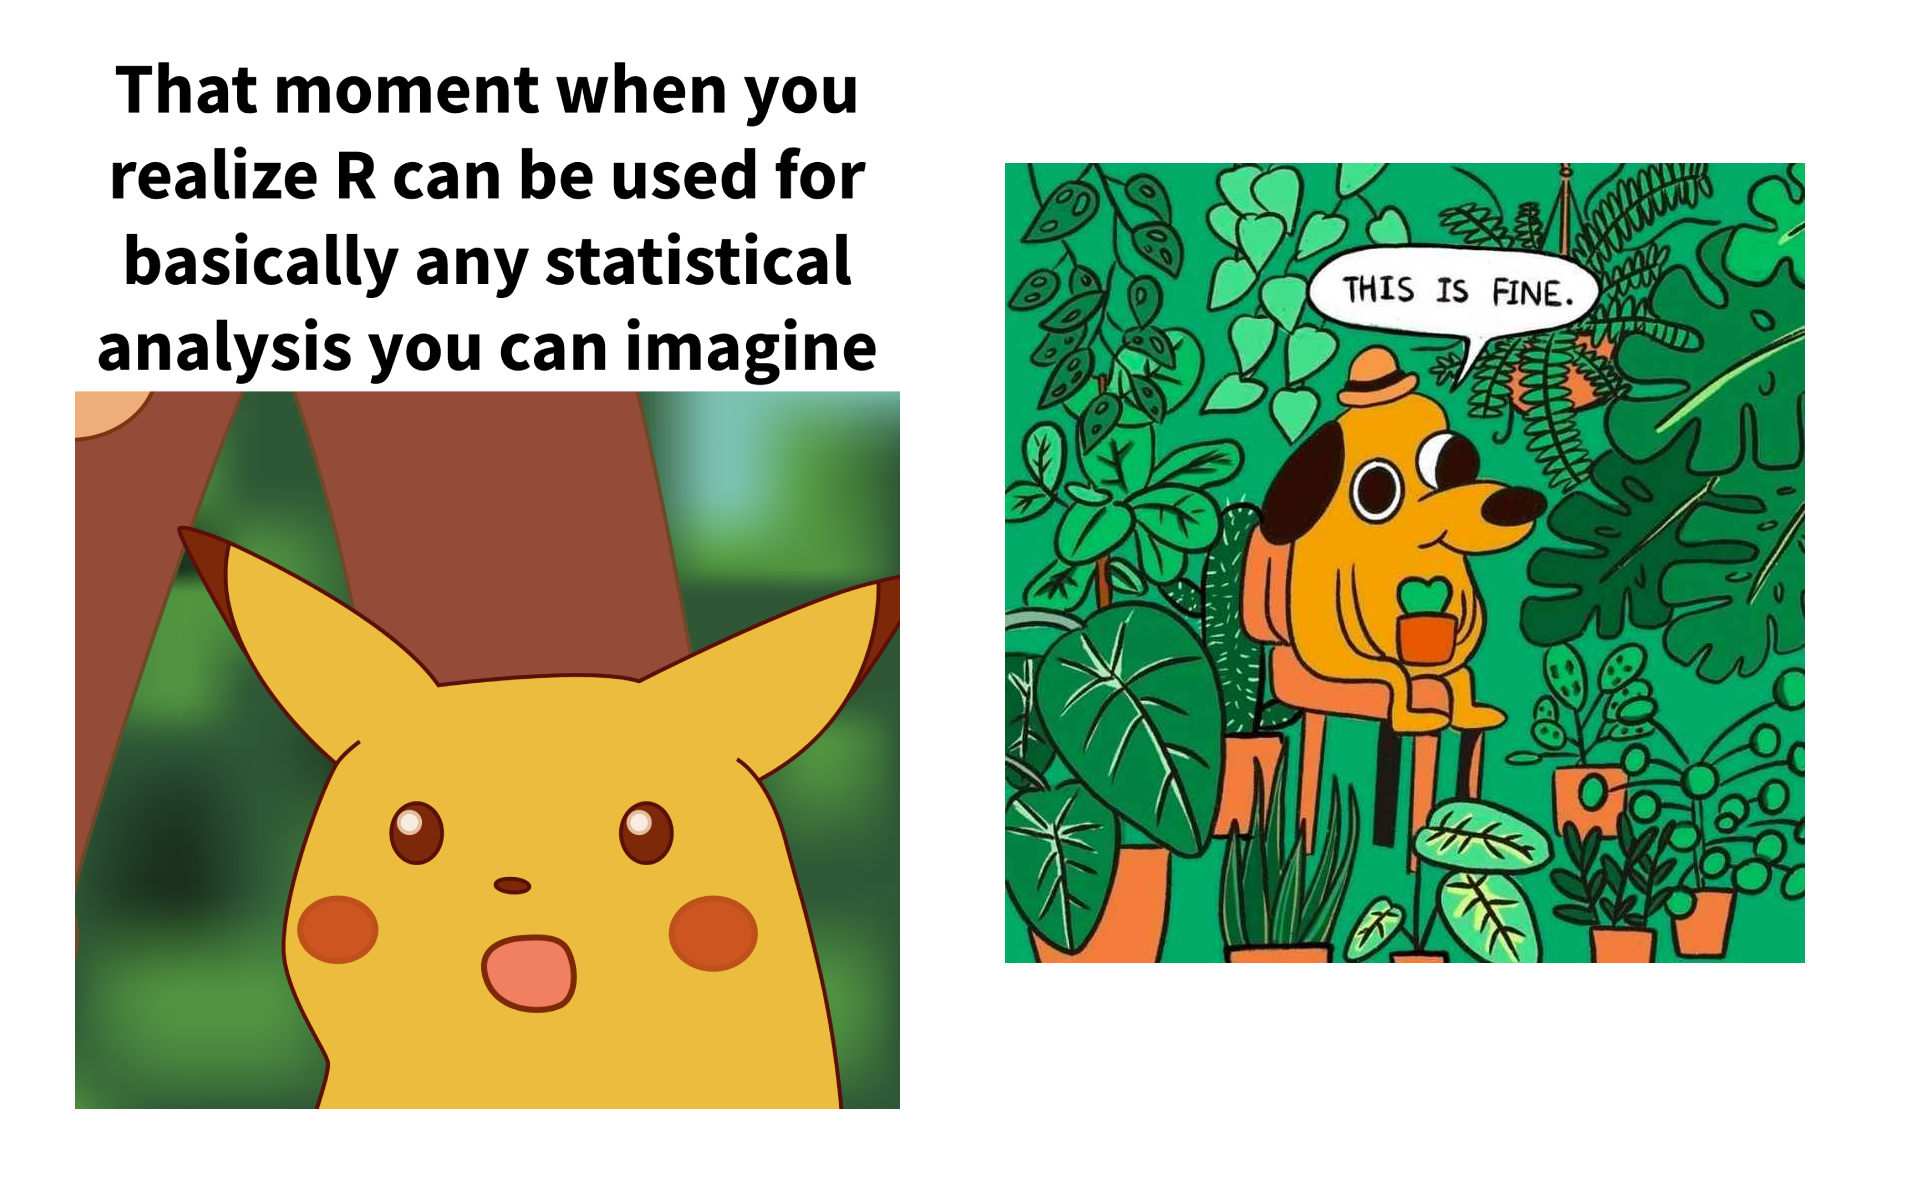 That moment when you
realize R can be used for
basically any statistical
analysis you can imagine
THIS IS FINE.